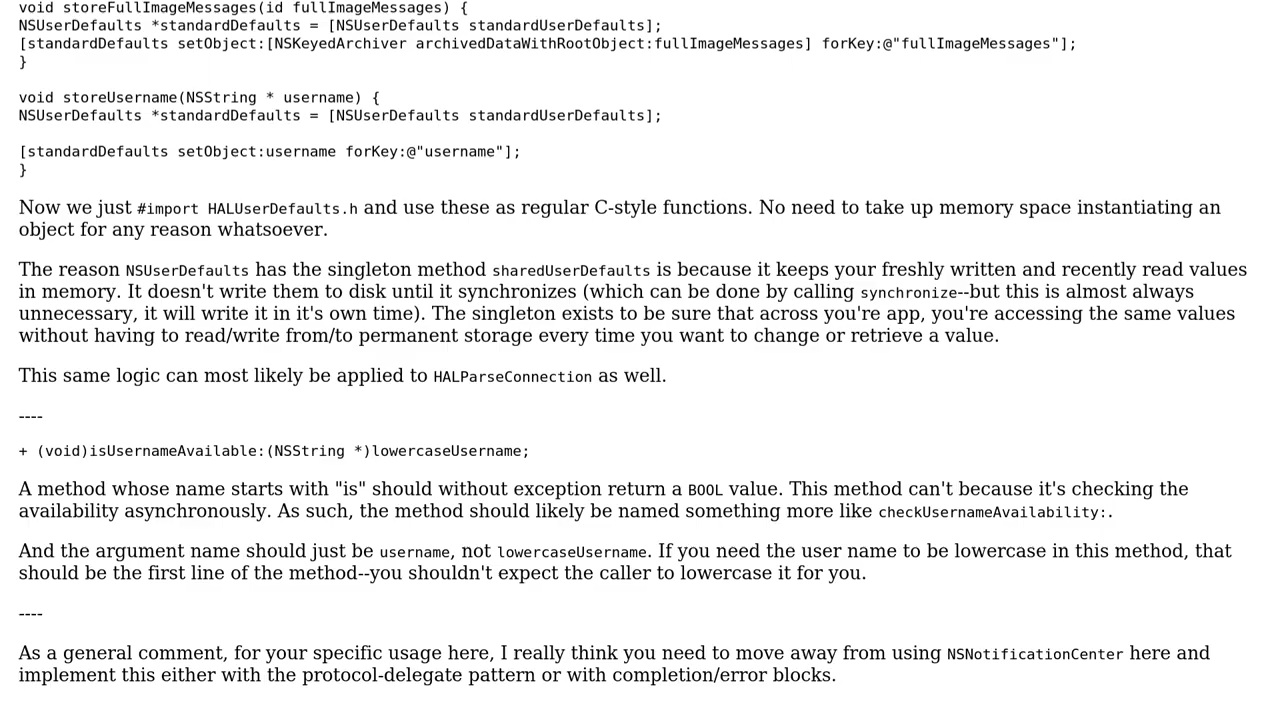 void storeFullImageMessages(id fullImageMessages) {
NSUserDefaults *standardDefaults = [NSUserDefaults standardUserDefaults];
[standardDefaults setObject:[NSKeyedArchiver archivedDataWithRootObject:fullImageMessages] forKey:@"fullImageMessages"];
}
void storeUsername(NSString * username) {
NSUserDefaults *standardDefaults = [NSUserDefaults standardUserDefaults];
[standardDefaults setObject:username forKey:@"username"];
}
Now we just #import HALUserDefaults.h and use these as regular C-style functions. No need to take up memory space instantiating an
object for any reason whatsoever.
The reason NSUserDefaults has the singleton method sharedUserDefaults is because it keeps your freshly written and recently read values
in memory. It doesn't write them to disk until it synchronizes (which can be done by calling synchronize--but this is almost always
unnecessary, it will write it in it's own time). The singleton exists to be sure that across you're app, you're accessing the same values
without having to read/write from/to permanent storage every time you want to change or retrieve a value.
This same logic can most likely be applied to HALParseConnection as well.
----
+ (void)isUsernameAvailable:(NSString *)lowercaseUsername;
A method whose name starts with "is" should without exception return a BOOL value. This method can't because it's checking the
availability asynchronously. As such, the method should likely be named something more like checkUsernameAvailability:.
And the argument name should just be username, not lowercaseUsername. If you need the user name to be lowercase in this method, that
should be the first line of the method--you shouldn't expect the caller to lowercase it for you.
----
As a general comment, for your specific usage here, I really think you need to move away from using NSNotificationCenter here and
implement this either with the protocol-delegate pattern or with completion/error blocks.